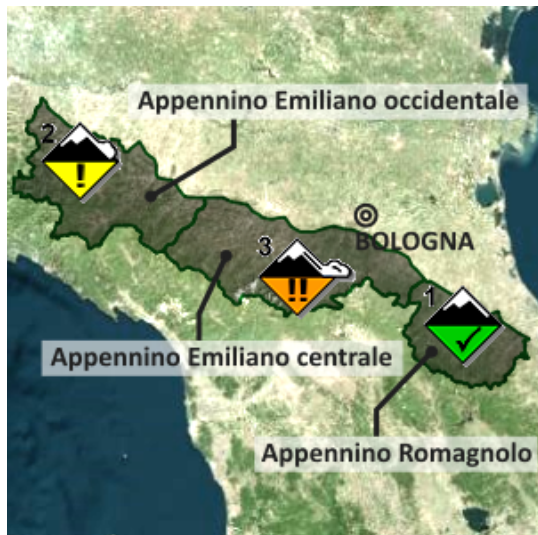 Appennino Emiliano occidentale
2
!
BOLOGNA
3
!!
1
Appennino Emiliano centrale
Appennino Romagnolo